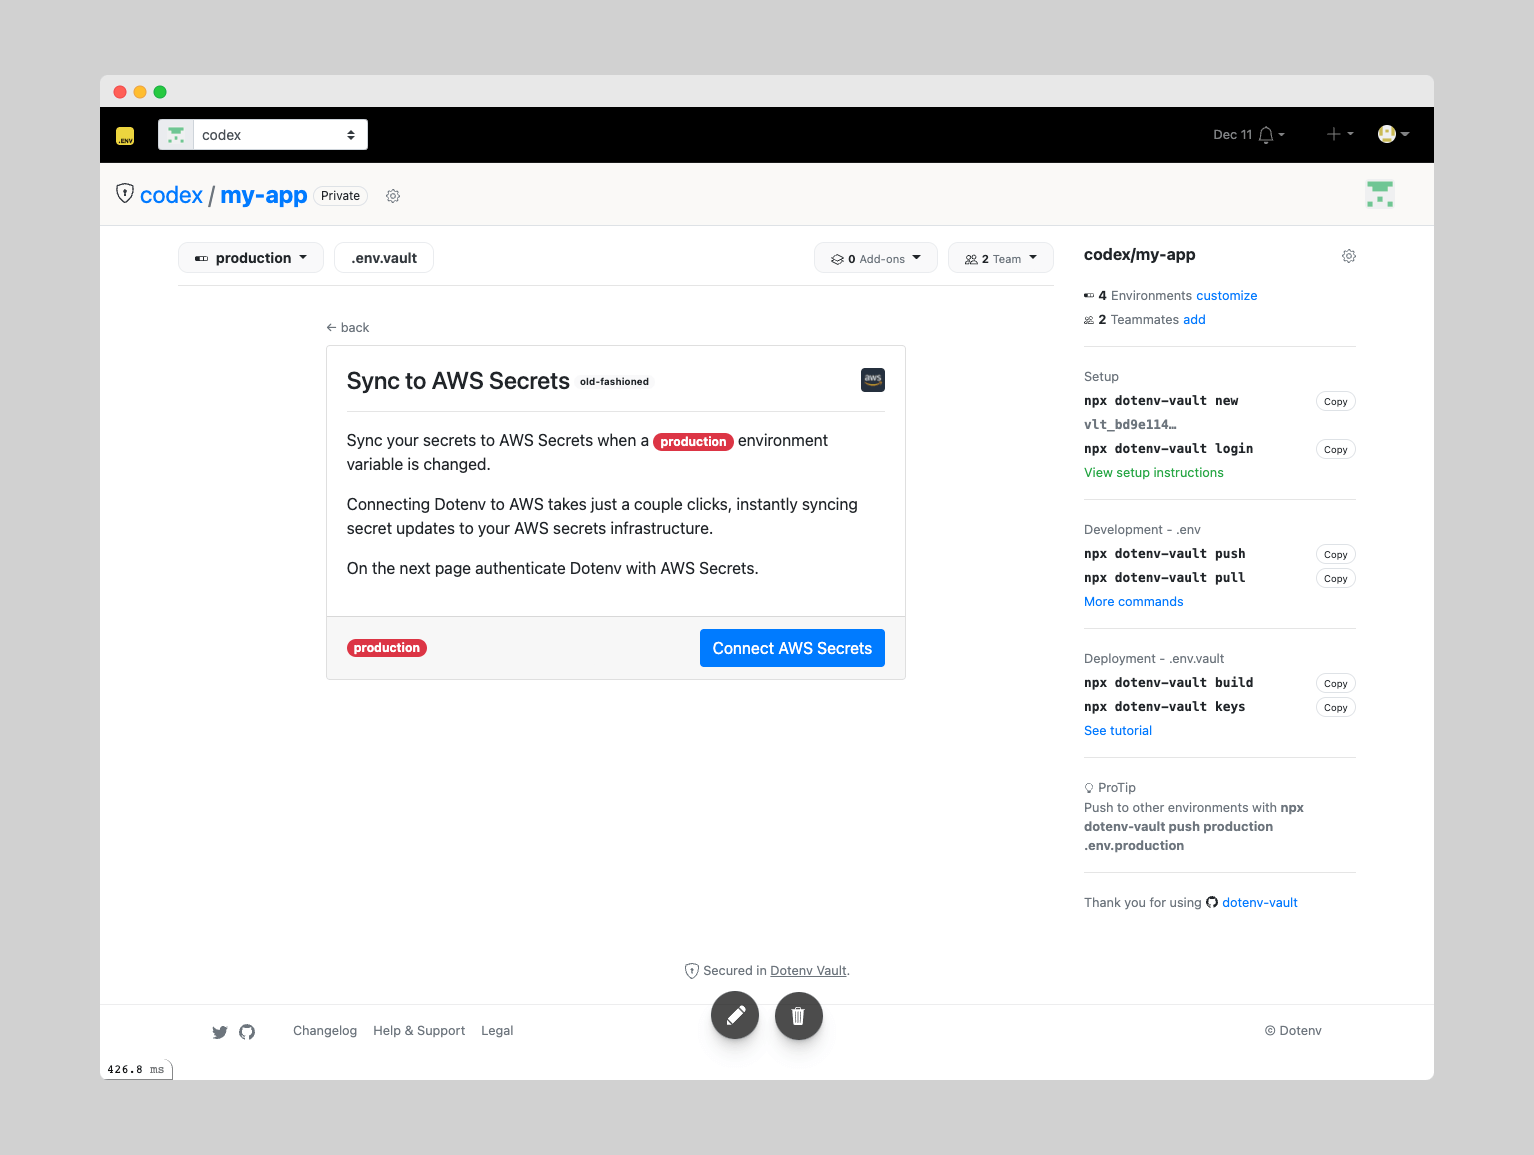 .ENV
codex
Dec 11
codex / my-app Private
production
.env.vault
0 Add-ons
2 Team
← back
Sync to AWS Secrets old-fashioned
aws
Sync your secrets to AWS Secrets when a production environment
variable is changed.
Connecting Dotenv to AWS takes just a couple clicks, instantly syncing
secret updates to your AWS secrets infrastructure.
On the next page authenticate Dotenv with AWS Secrets.
production
Connect AWS Secrets
codex/my-app
4 Environments customize
2 Teammates add
Setup
npx dotenv-vault new Copy
vlt_bd9e114…
npx dotenv-vault login Copy
View setup instructions
Development - .env
npx dotenv-vault push Copy
npx dotenv-vault pull Copy
More commands
Deployment - .env.vault
npx dotenv-vault build Copy
npx dotenv-vault keys Copy
See tutorial
ProTip
Push to other environments with npx
dotenv-vault push production
.env.production
Thank you for using dotenv-vault
Secured in Dotenv Vault.
Changelog Help & Support Legal
© Dotenv
426.8 ms